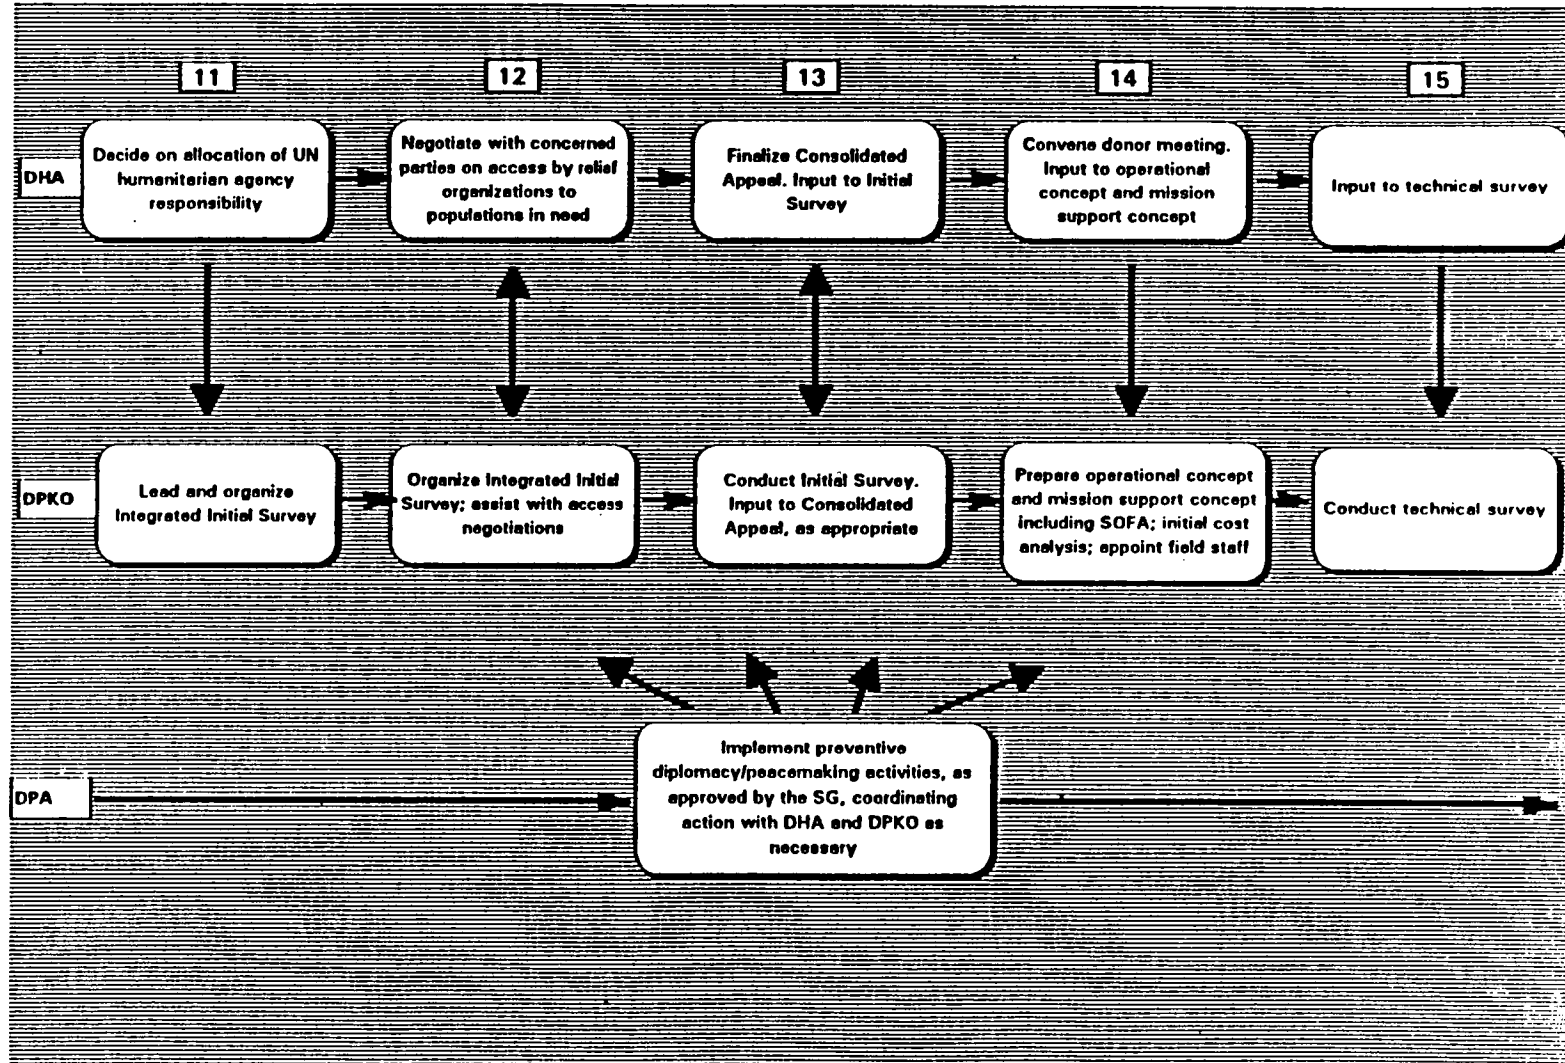 11
12
13
14
15
DHA
Decide on allocation of UN
humanitarian agency
responsibility
Negotiate with concerned
parties on access by relief
organizations to
populations in need
Finalize Consolidated
Appeal. Input to Initial
Survey
Convene donor meeting.
Input to operational
concept and mission
support concept
Input to technical survey
DPKO
Lead and organize
Integrated Initial Survey
Organize Integrated Initial
Survey; assist with access
negotiations
Conduct Initial Survey.
Input to Consolidated
Appeal, as appropriate
Prepare operational concept
and mission support concept
including SOFA; initial cost
analysis; appoint field staff
Conduct technical survey
DPA
Implement preventive
diplomacy/peacemaking activities, as
approved by the SG, coordinating
action with DHA and DPKO as
necessary